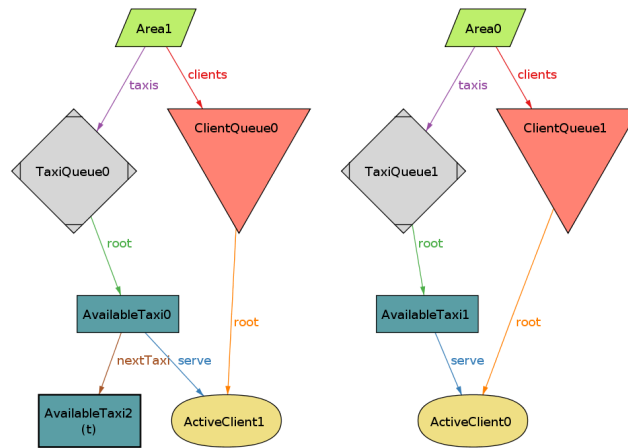 Area1
Area0
clients
clients
taxis
taxis
ClientQueue0
ClientQueue1
TaxiQueue0
TaxiQueue1
root
root
AvailableTaxi0
AvailableTaxi1
root
root
nextTaxi
serve
serve
AvailableTaxi2
(t)
ActiveClient1
ActiveClient0